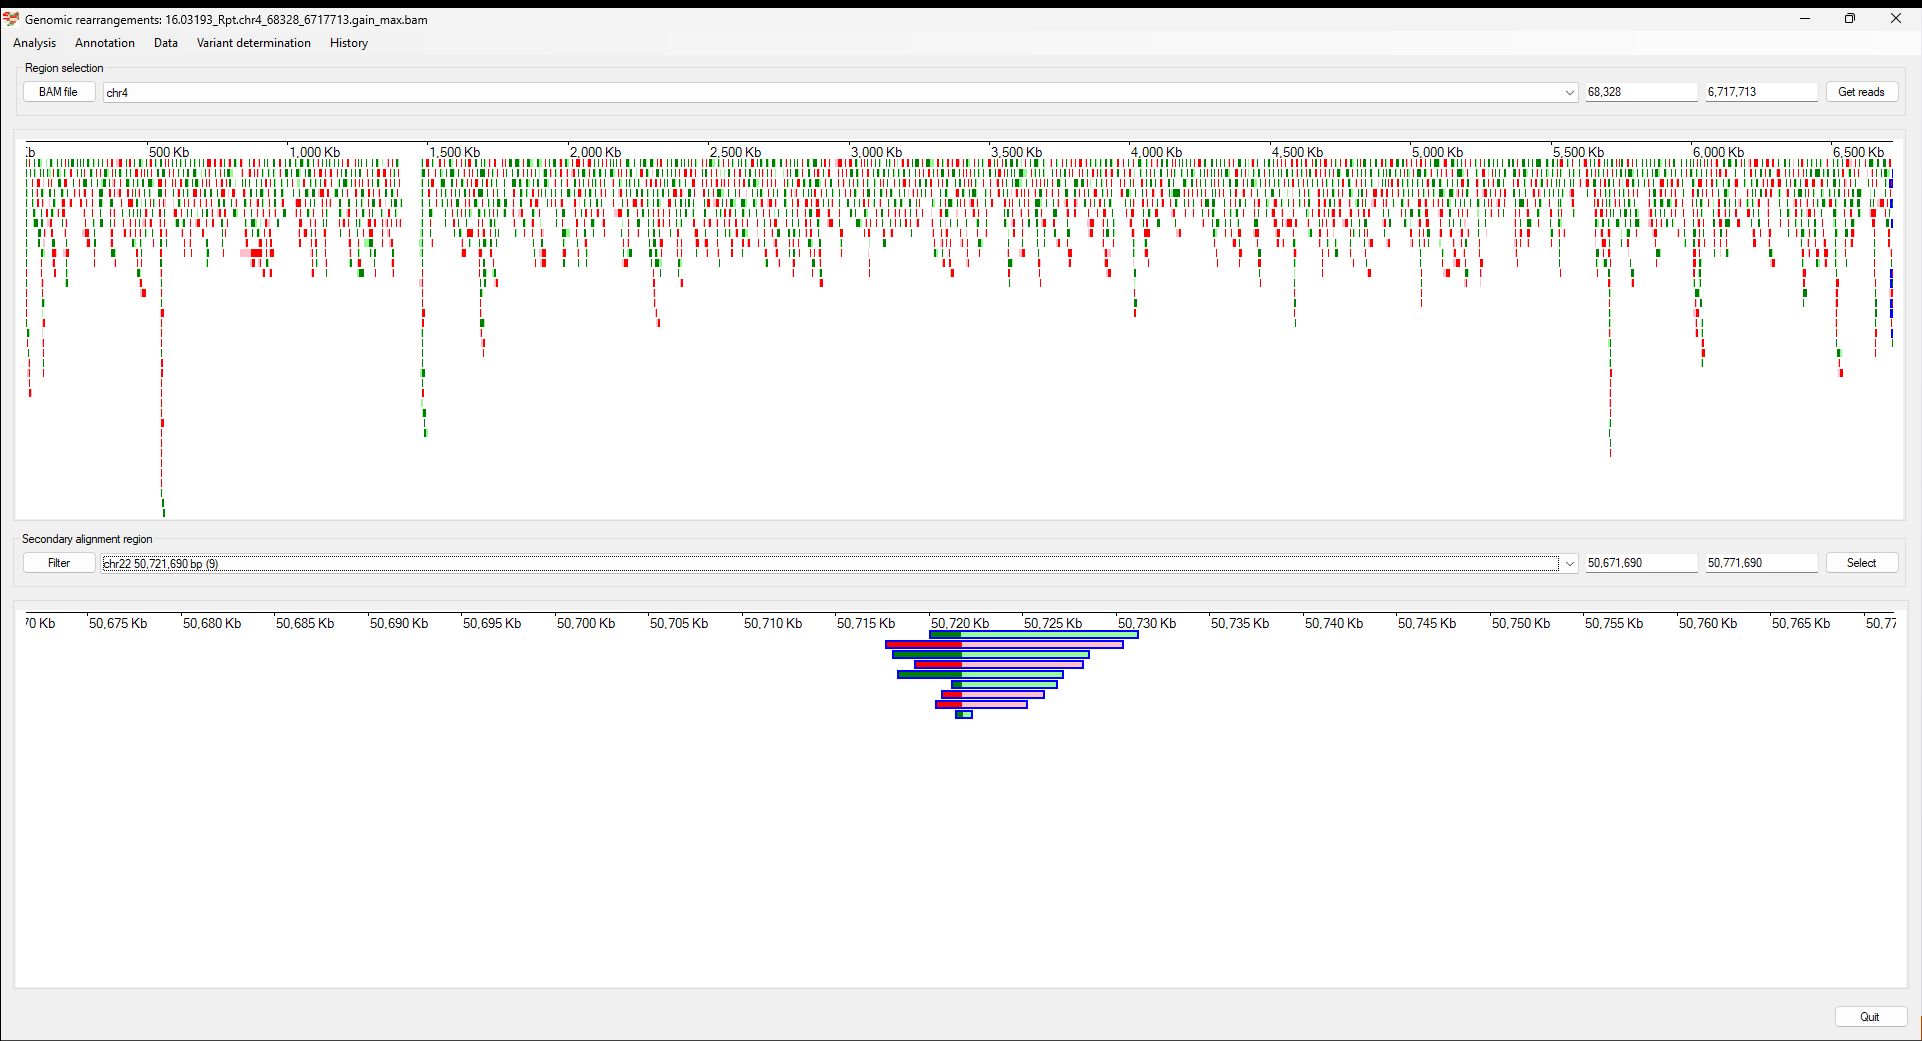 Genomic rearrangements: 16.03193_Rpt.chr4_68328_6717713.gain_max.bam
Analysis Annotation Data Variant determination History
Region selection
BAM file chr4 68,328 6,717,713 Get reads
b 500 Kb 1,000 Kb 1,500 Kb 2,000 Kb 2,500 Kb 3,000 Kb 3,500 Kb 4,000 Kb 4,500 Kb 5,000 Kb 5,500 Kb 6,000 Kb 6,500 Kb
Secondary alignment region
Filter chr22 50,721,690 bp (9) 50,671,690 50,771,690 Select
70 Kb 50,675 Kb 50,680 Kb 50,685 Kb 50,690 Kb 50,695 Kb 50,700 Kb 50,705 Kb 50,710 Kb 50,715 Kb 50,720 Kb 50,725 Kb 50,730 Kb 50,735 Kb 50,740 Kb 50,745 Kb 50,750 Kb 50,755 Kb 50,760 Kb 50,765 Kb 50,77
Quit